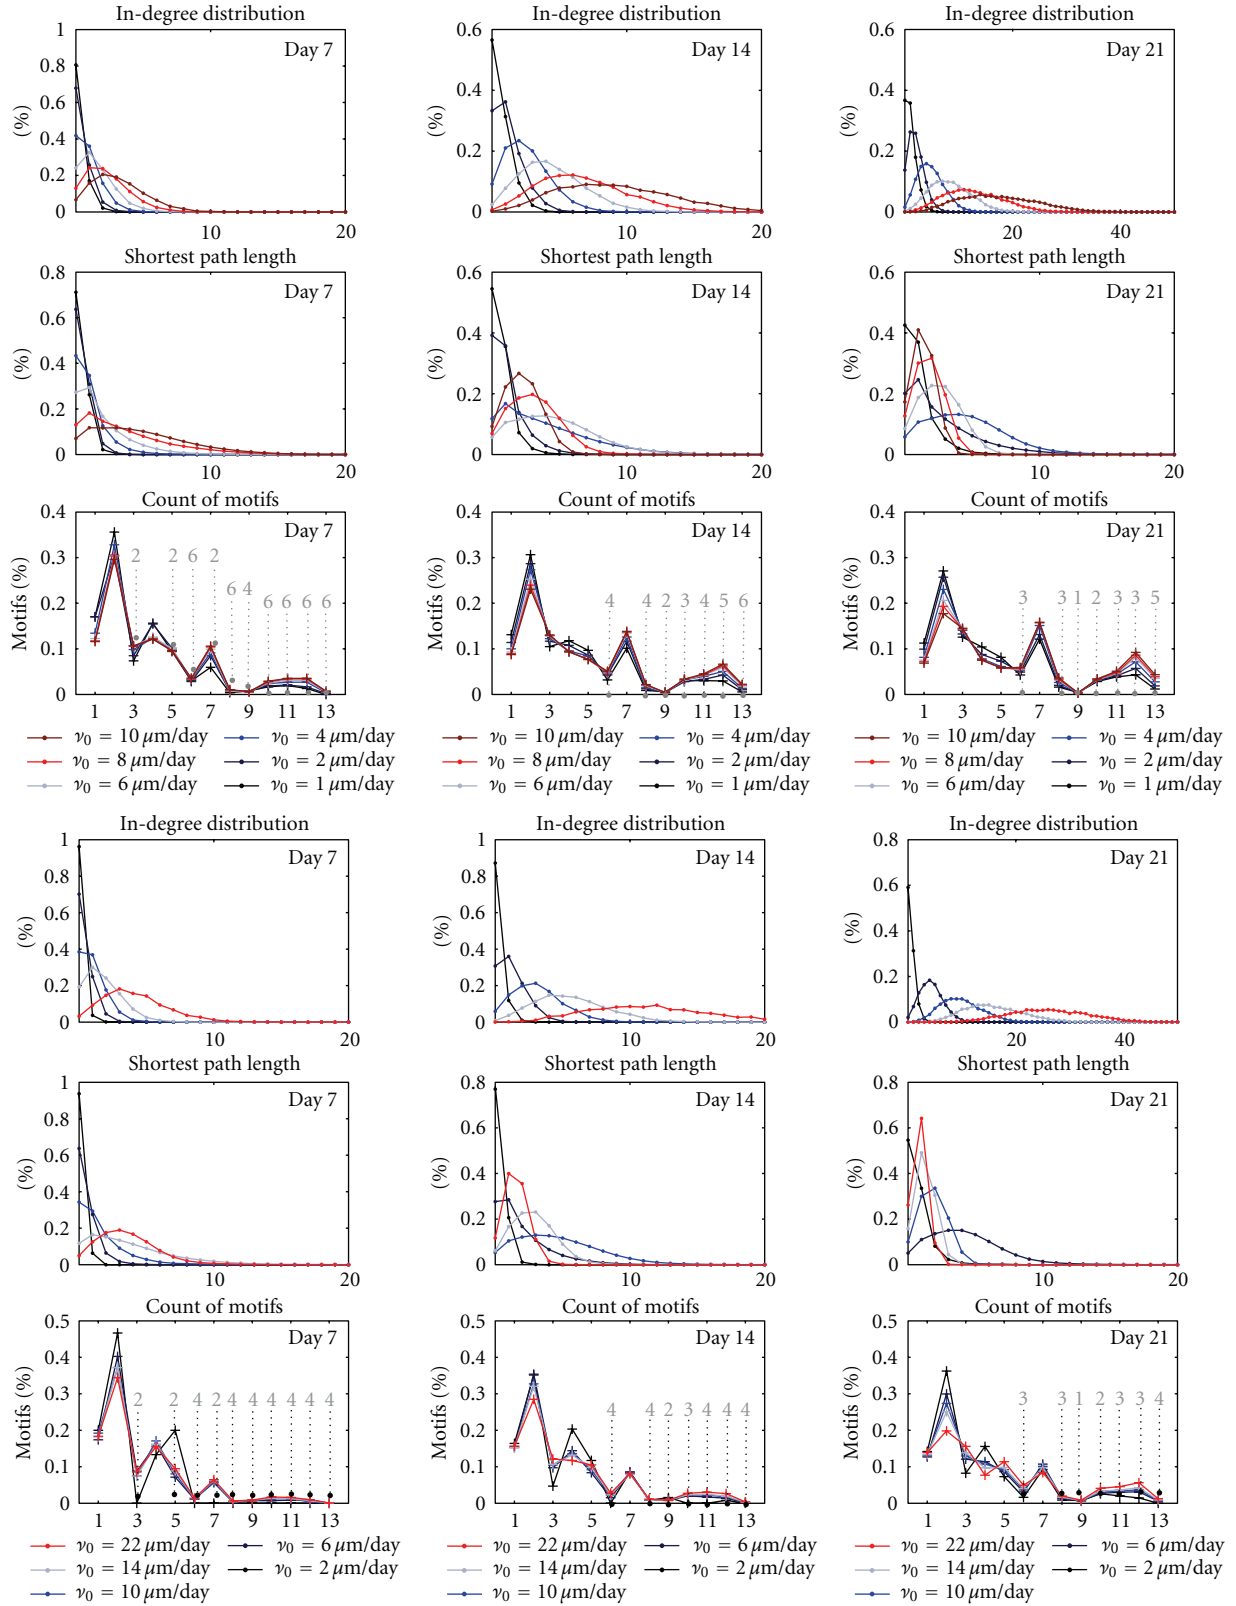 In-degree distribution In-degree distribution In-degree distribution
1 0.8 0.6 0.4 0.2 0 (%) Day 7 10 20
0.6 0.4 0.2 0 (%) Day 14 10 20
0.6 0.4 0.2 0 (%) Day 21 20 40
Shortest path length Shortest path length Shortest path length
0.8 0.6 0.4 0.2 0 (%) Day 7 10 20
0.6 0.4 0.2 0 (%) Day 14 10 20
0.6 0.4 0.2 0 (%) Day 21 10 20
Count of motifs Count of motifs Count of motifs
0.4 0.3 0.2 0.1 0 Motifs (%) Day 7 2 2 6 2 6 4 6 6 6 6
1 3 5 7 9 11 13
0.4 0.3 0.2 0.1 0 Motifs (%) Day 14 4 4 2 3 4 5 6
1 3 5 7 9 11 13
0.4 0.3 0.2 0.1 0 Motifs (%) Day 21 3 3 1 2 3 3 5
1 3 5 7 9 11 13
ν0 = 10 µm/day ν0 = 4 µm/day ν0 = 10 µm/day ν0 = 4 µm/day ν0 = 10 µm/day ν0 = 4 µm/day
ν0 = 8 µm/day ν0 = 2 µm/day ν0 = 8 µm/day ν0 = 2 µm/day ν0 = 8 µm/day ν0 = 2 µm/day
ν0 = 6 µm/day ν0 = 1 µm/day ν0 = 6 µm/day ν0 = 1 µm/day ν0 = 6 µm/day ν0 = 1 µm/day
In-degree distribution In-degree distribution In-degree distribution
1 0.8 0.6 0.4 0.2 0 (%) Day 7 10 20
1 0.8 0.6 0.4 0.2 0 (%) Day 14 10 20
0.8 0.6 0.4 0.2 0 (%) Day 21 20 40
Shortest path length Shortest path length Shortest path length
1 0.8 0.6 0.4 0.2 0 (%) Day 7 10 20
0.8 0.6 0.4 0.2 0 (%) Day 14 10 20
0.8 0.6 0.4 0.2 0 (%) Day 21 10 20
Count of motifs Count of motifs Count of motifs
0.5 0.4 0.3 0.2 0.1 0 Motifs (%) Day 7 2 2 4 2 4 4 4 4 4 4
1 3 5 7 9 11 13
0.5 0.4 0.3 0.2 0.1 0 Motifs (%) Day 14 4 4 2 3 4 4 4
1 3 5 7 9 11 13
0.5 0.4 0.3 0.2 0.1 0 Motifs (%) Day 21 3 3 1 2 3 3 4
1 3 5 7 9 11 13
ν0 = 22 µm/day ν0 = 6 µm/day ν0 = 22 µm/day ν0 = 6 µm/day ν0 = 22 µm/day ν0 = 6 µm/day
ν0 = 14 µm/day ν0 = 2 µm/day ν0 = 14 µm/day ν0 = 2 µm/day ν0 = 14 µm/day ν0 = 2 µm/day
ν0 = 10 µm/day ν0 = 10 µm/day ν0 = 10 µm/day